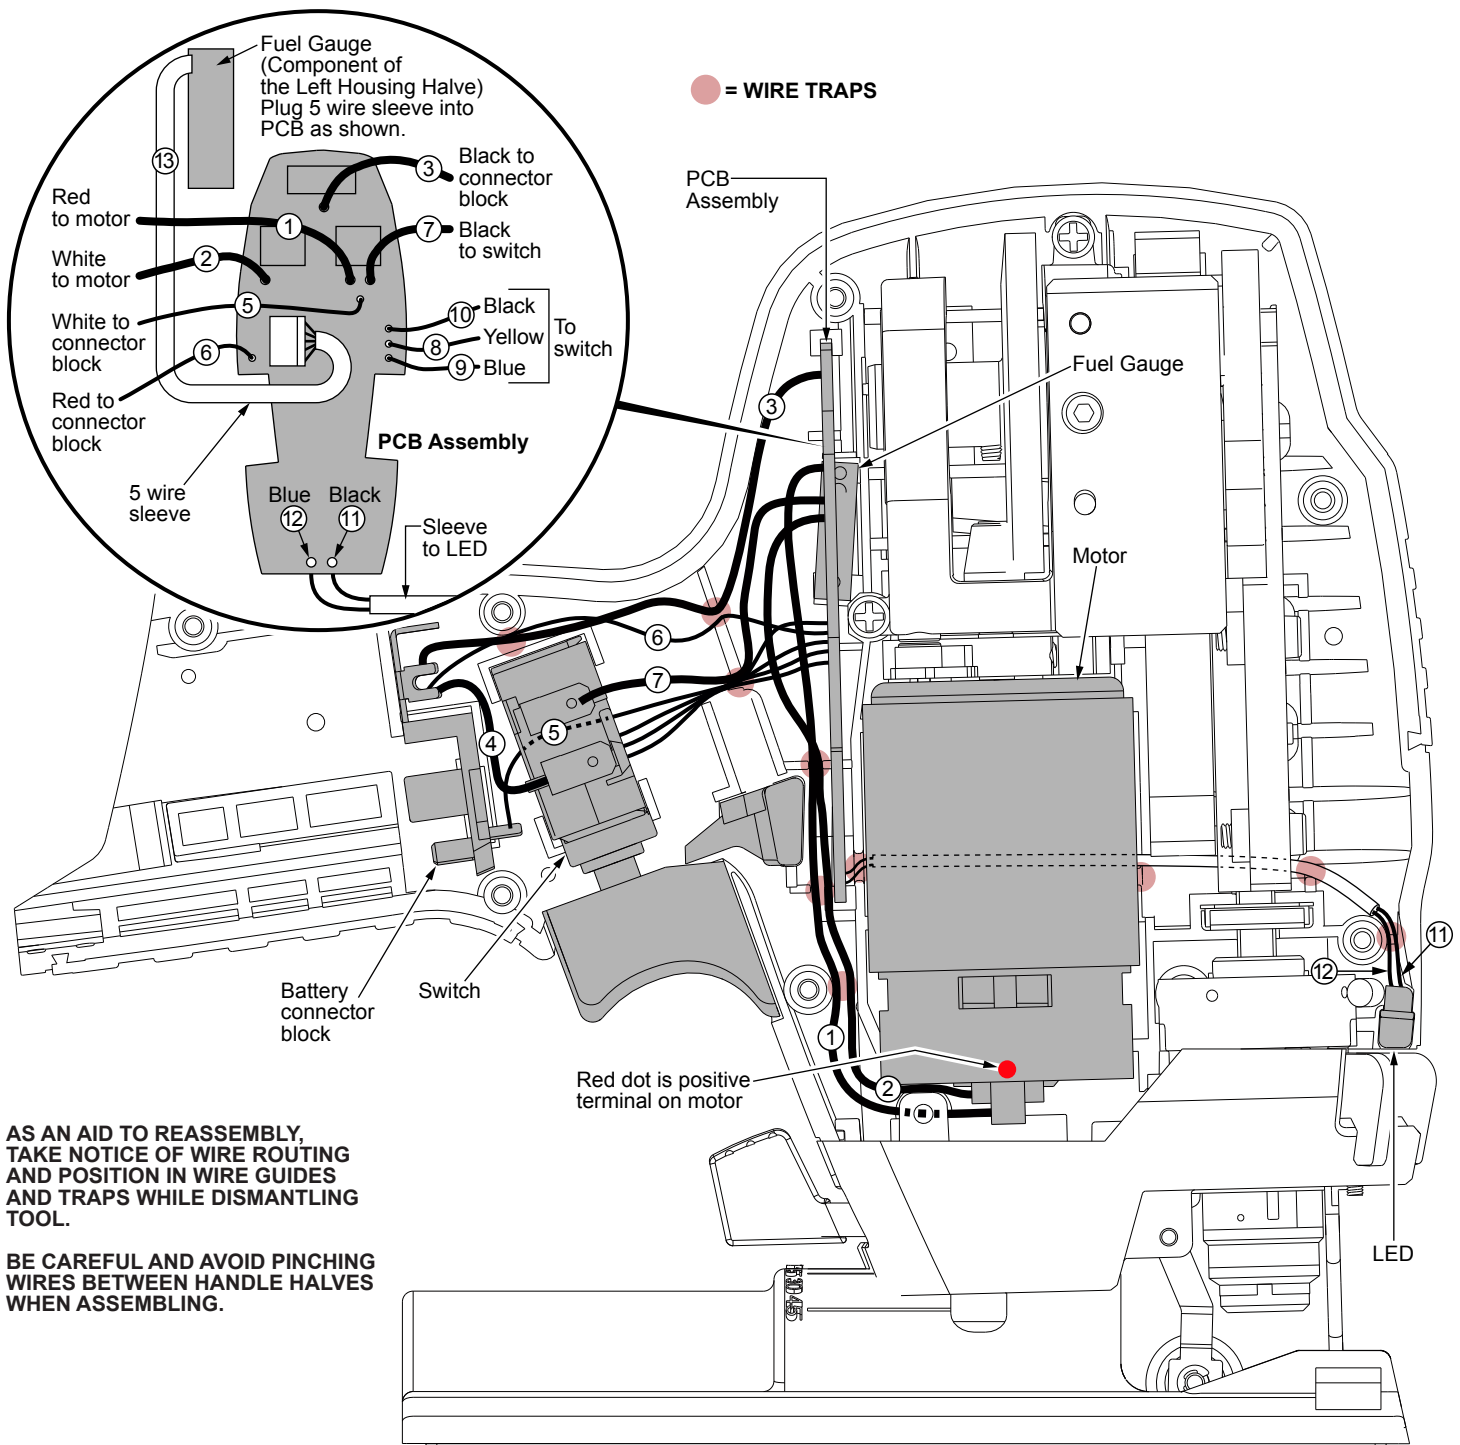 Fuel Gauge
(Component of
the Left Housing Halve)
Plug 5 wire sleeve into
PCB as shown.
= WIRE TRAPS
13
3
Black to
connector
block
Red
to motor
1
7
Black
to switch
White
to motor
2
5
10
Black
White to
connector
block
8
Yellow
To
switch
6
9
Blue
Red to
connector
block
PCB Assembly
5 wire
sleeve
Blue
12
Black
11
Sleeve
to LED
PCB
Assembly
Fuel Gauge
3
Motor
6
7
5
4
Battery
connector
block
Switch
11
12
1
2
Red dot is positive
terminal on motor
LED
AS AN AID TO REASSEMBLY,
TAKE NOTICE OF WIRE ROUTING
AND POSITION IN WIRE GUIDES
AND TRAPS WHILE DISMANTLING
TOOL.
BE CAREFUL AND AVOID PINCHING
WIRES BETWEEN HANDLE HALVES
WHEN ASSEMBLING.